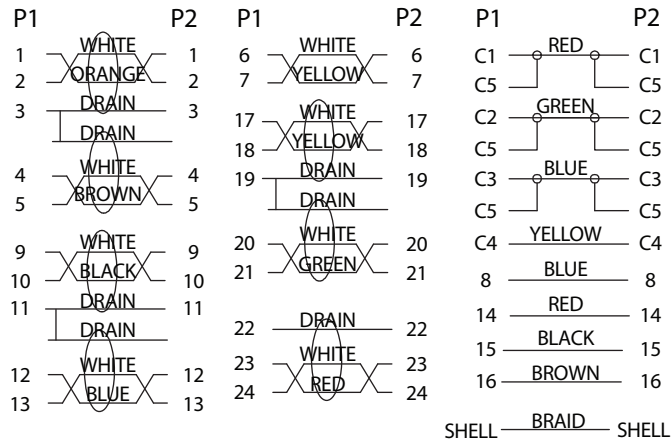 P1 P2
1 WHITE 1
2 ORANGE 2
3 DRAIN 3
DRAIN
4 WHITE 4
5 BROWN 5
9 WHITE 9
10 BLACK 10
11 DRAIN 11
DRAIN
12 WHITE 12
13 BLUE 13
P1 P2
6 WHITE 6
7 YELLOW 7
17 WHITE 17
18 YELLOW 18
19 DRAIN 19
DRAIN
20 WHITE 20
21 GREEN 21
22 DRAIN 22
23 WHITE 23
24 RED 24
P1 P2
C1 RED C1
C5 C5
C2 GREEN C2
C5 C5
C3 BLUE C3
C5 C5
C4 YELLOW C4
8 BLUE 8
14 RED 14
15 BLACK 15
16 BROWN 16
SHELL BRAID SHELL